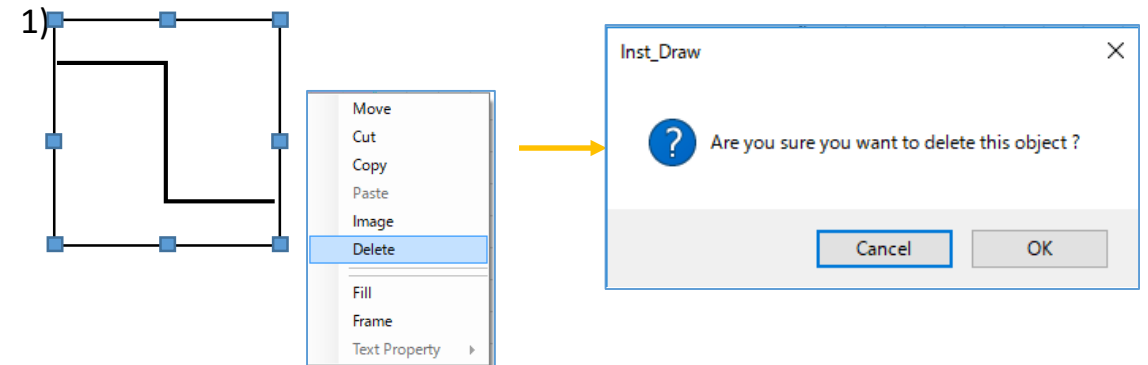 1)
Move
Cut
Copy
Paste
Image
Delete
Fill
Frame
Text Property
Inst_Draw
Are you sure you want to delete this object ?
Cancel
OK